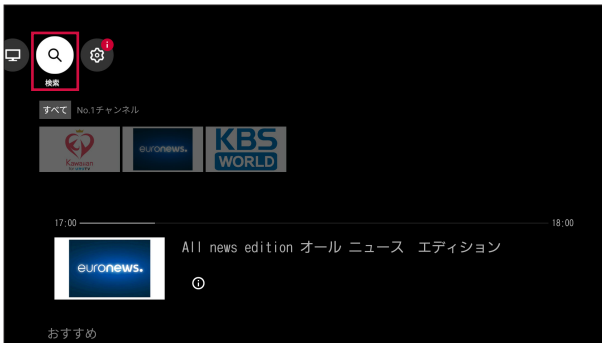 検索
すべて No.1チャンネル
Kawasan
euronews.
KBS
WORLD
17:00
18:00
euronews.
All news edition オール ニュース　エディション
おすすめ